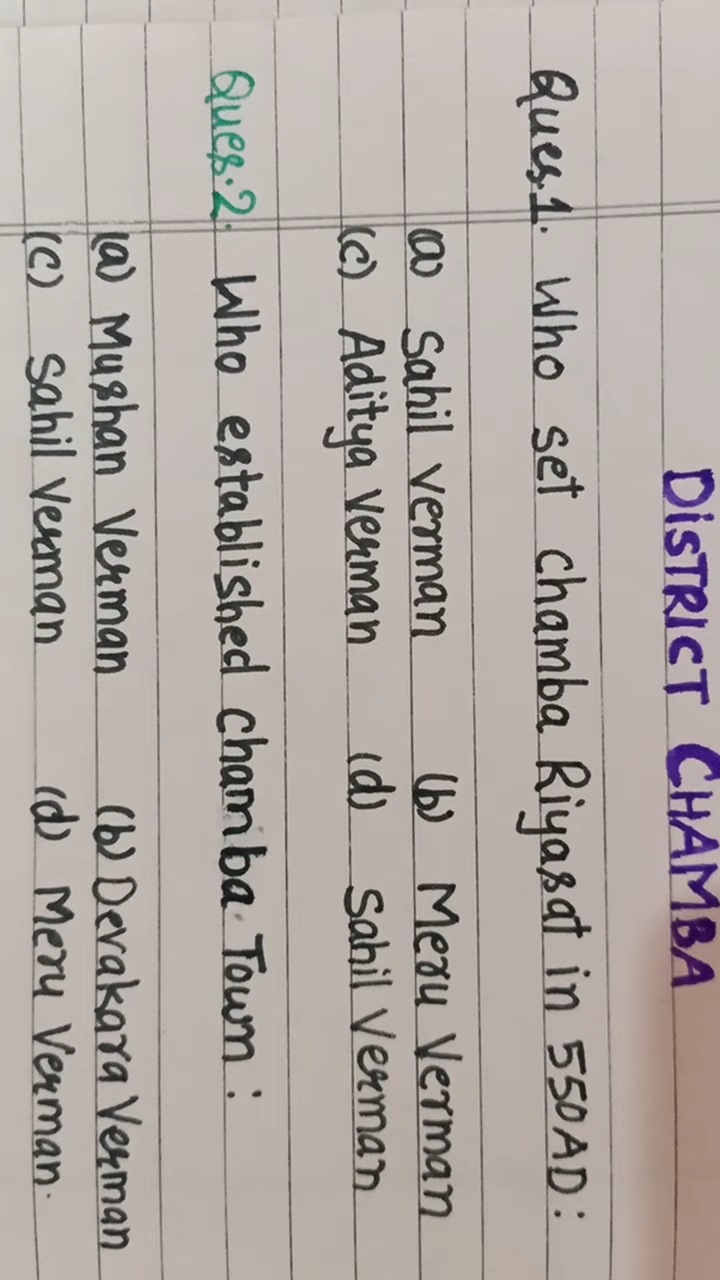 DISTRICT CHAMBA
Ques.1. Who set chamba Riyasat in 550AD:
(a) Sahil verman (b) Meru Verman
(c) Aditya Verman (d) Sahil Verman
Ques.2. Who established chamba Town:
(a) Mushan Verman (b) Devakara Verman
(c) Sahil Verman (d) Meru Verman.